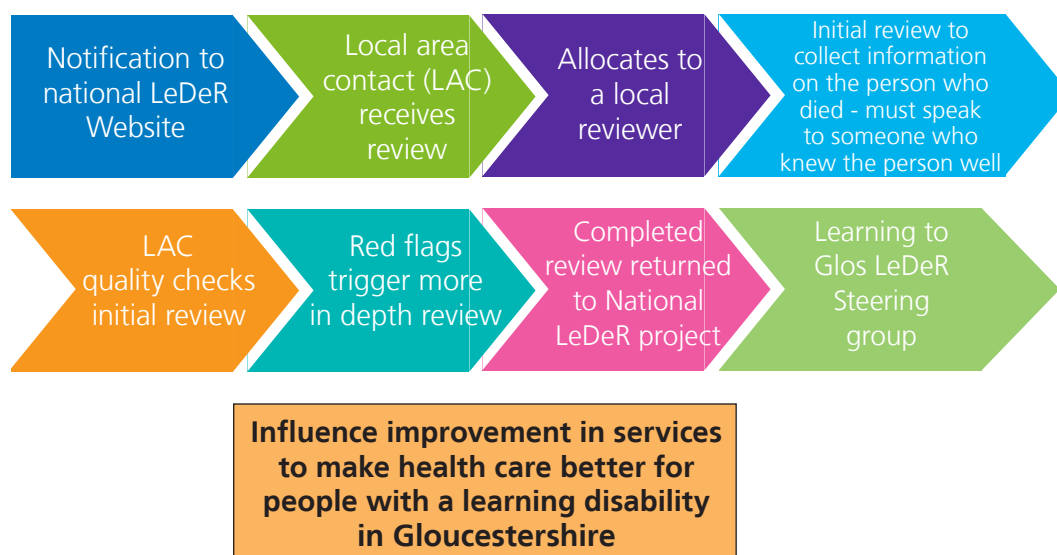 Notification to
national LeDeR
Website
Local area
contact (LAC)
receives
review
Allocates to
a local
reviewer
Initial review to
collect information
on the person who
died - must speak
to someone who
knew the person well
LAC
quality checks
initial review
Red flags
trigger more
in depth review
Completed
review returned
to National
LeDeR project
Learning to
Glos LeDeR
Steering
group
Influence improvement in services
to make health care better for
people with a learning disability
in Gloucestershire